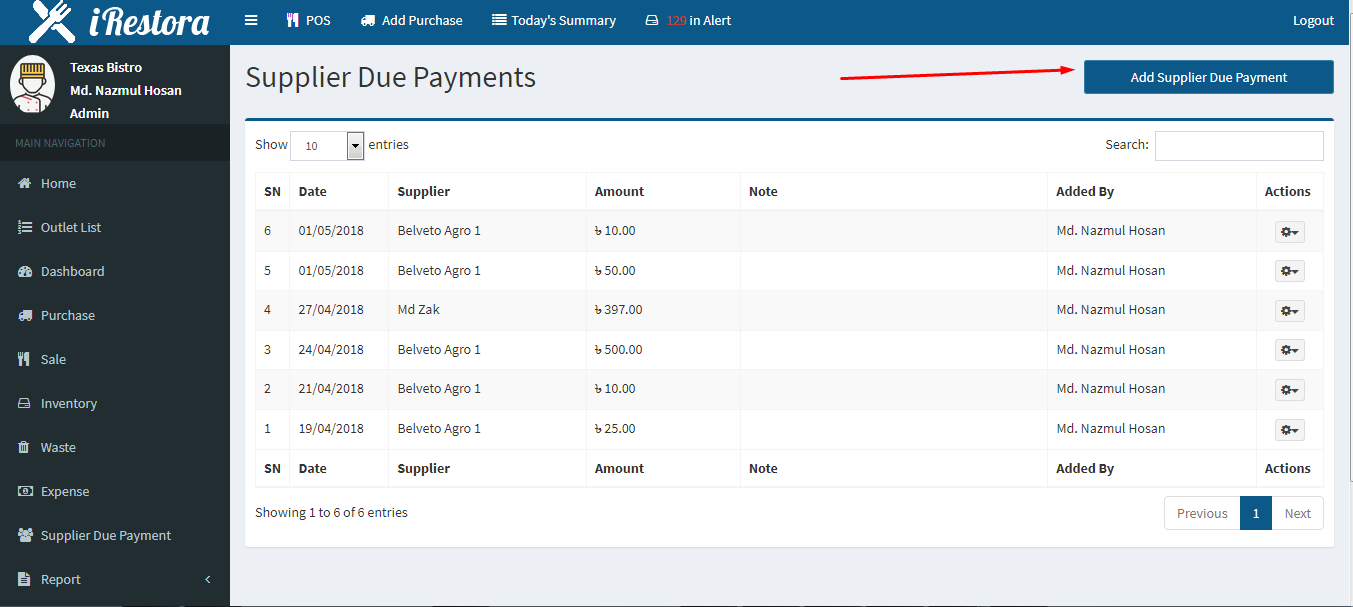 iRestora
POS Add Purchase Today's Summary 129 in Alert Logout
Texas Bistro
Md. Nazmul Hosan
Admin
MAIN NAVIGATION
Home
Outlet List
Dashboard
Purchase
Sale
Inventory
Waste
Expense
Supplier Due Payment
Report
Supplier Due Payments
Add Supplier Due Payment
Show 10 entries Search:
SN Date Supplier Amount Note Added By Actions
6 01/05/2018 Belveto Agro 1 ৳ 10.00 Md. Nazmul Hosan
5 01/05/2018 Belveto Agro 1 ৳ 50.00 Md. Nazmul Hosan
4 27/04/2018 Md Zak ৳ 397.00 Md. Nazmul Hosan
3 24/04/2018 Belveto Agro 1 ৳ 500.00 Md. Nazmul Hosan
2 21/04/2018 Belveto Agro 1 ৳ 10.00 Md. Nazmul Hosan
1 19/04/2018 Belveto Agro 1 ৳ 25.00 Md. Nazmul Hosan
SN Date Supplier Amount Note Added By Actions
Showing 1 to 6 of 6 entries
Previous 1 Next